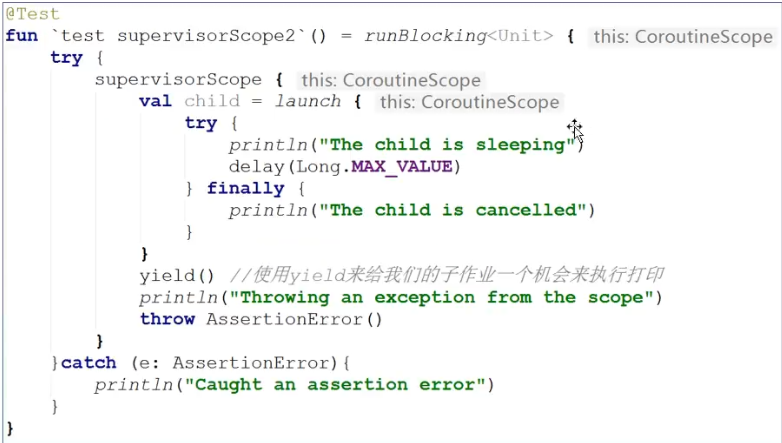 @Test
fun `test supervisorScope2`() = runBlocking<Unit> { this: CoroutineScope
try {
supervisorScope { this: CoroutineScope
val child = launch { this: CoroutineScope
try {
println("The child is sleeping")
delay(Long.MAX_VALUE)
} finally {
println("The child is cancelled")
}
}
yield() //使用yield来给我们的子作业一个机会来执行打印
println("Throwing an exception from the scope")
throw AssertionError()
}
}catch (e: AssertionError){
println("Caught an assertion error")
}
}